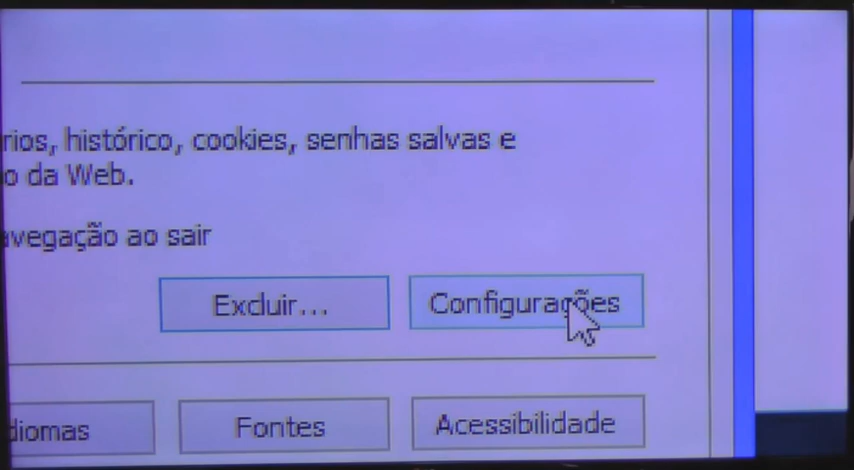 rios, histórico, cookies, senhas salvas e
o da Web.
avegação ao sair
Excluir... Configurações
diomas Fontes Acessibilidade